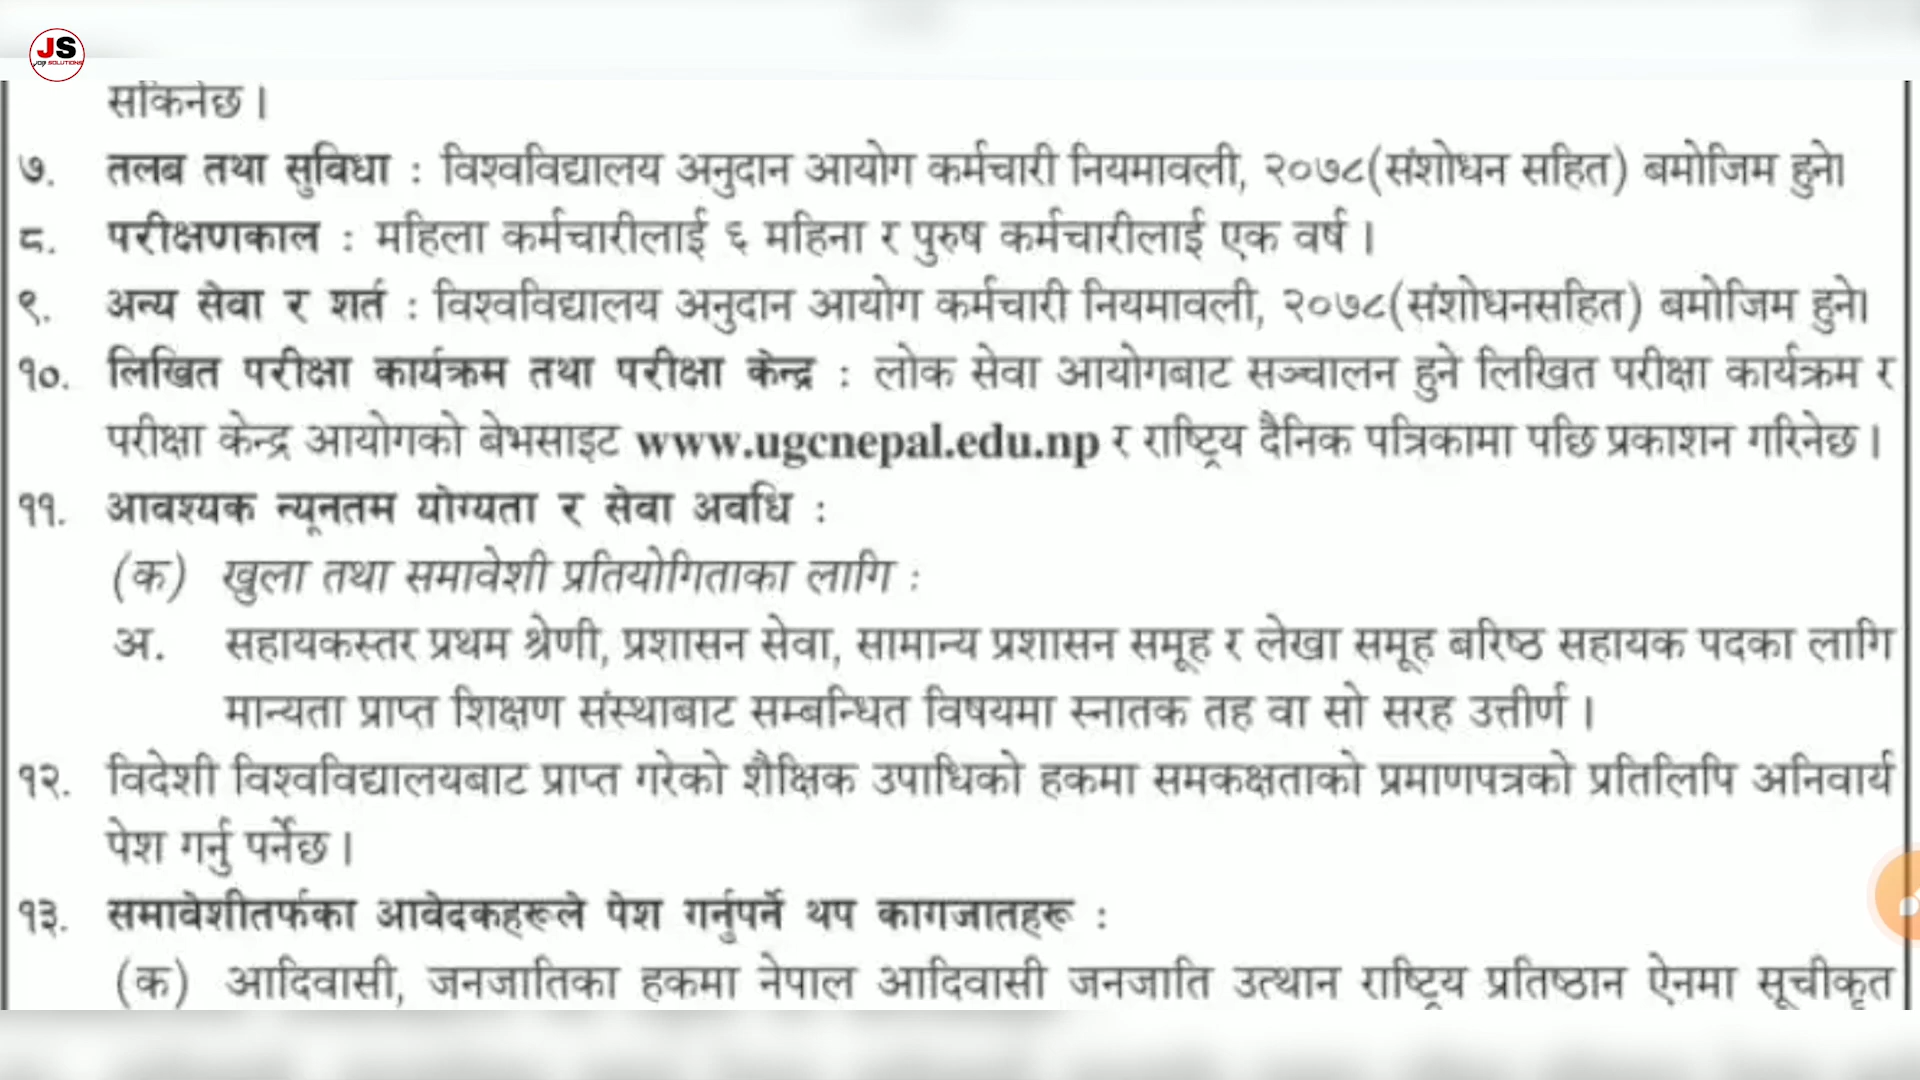 JS
JOB SOLUTIONS
सकिनेछ ।
७. तलब तथा सुविधा : विश्वविद्यालय अनुदान आयोग कर्मचारी नियमावली, २०७८(संशोधन सहित) बमोजिम हुने।
८. परीक्षणकाल : महिला कर्मचारीलाई ६ महिना र पुरुष कर्मचारीलाई एक वर्ष ।
९. अन्य सेवा र शर्त : विश्वविद्यालय अनुदान आयोग कर्मचारी नियमावली, २०७८(संशोधनसहित) बमोजिम हुने।
१०. लिखित परीक्षा कार्यक्रम तथा परीक्षा केन्द्र : लोक सेवा आयोगबाट सञ्चालन हुने लिखित परीक्षा कार्यक्रम र
परीक्षा केन्द्र आयोगको बेभसाइट www.ugcnepal.edu.np र राष्ट्रिय दैनिक पत्रिकामा पछि प्रकाशन गरिनेछ ।
११. आवश्यक न्यूनतम योग्यता र सेवा अवधि :
(क) खुला तथा समावेशी प्रतियोगिताका लागि :
अ. सहायकस्तर प्रथम श्रेणी, प्रशासन सेवा, सामान्य प्रशासन समूह र लेखा समूह बरिष्ठ सहायक पदका लागि
मान्यता प्राप्त शिक्षण संस्थाबाट सम्बन्धित विषयमा स्नातक तह वा सो सरह उत्तीर्ण ।
१२. विदेशी विश्वविद्यालयबाट प्राप्त गरेको शैक्षिक उपाधिको हकमा समकक्षताको प्रमाणपत्रको प्रतिलिपि अनिवार्य
पेश गर्नु पर्नेछ ।
१३. समावेशीतर्फका आवेदकहरूले पेश गर्नुपर्ने थप कागजातहरू :
(क) आदिवासी, जनजातिका हकमा नेपाल आदिवासी जनजाति उत्थान राष्ट्रिय प्रतिष्ठान ऐनमा सूचीकृत